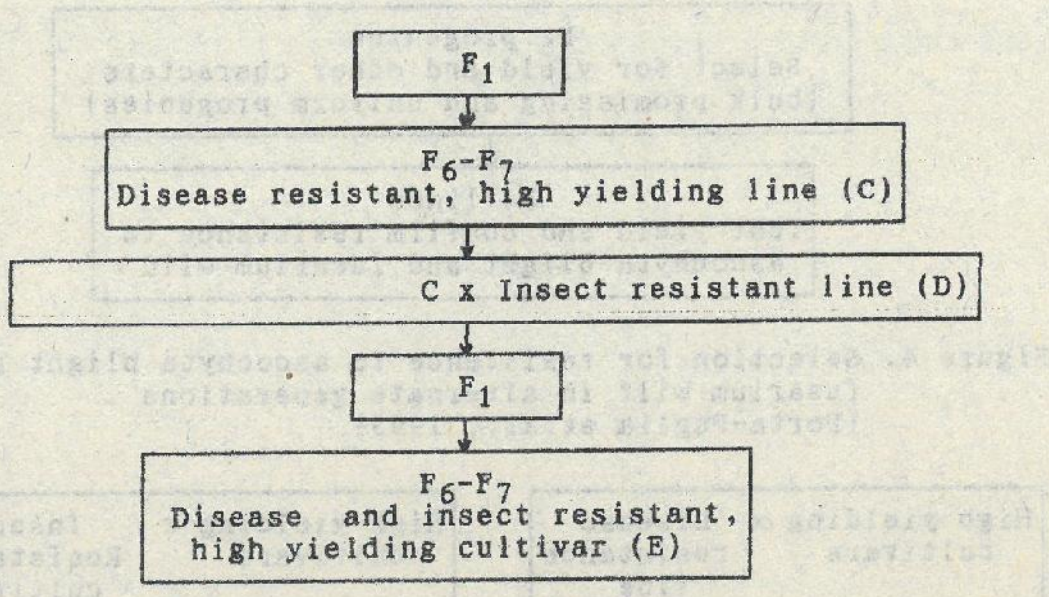 F1
F6-F7
Disease resistant, high yielding line (C)
C x Insect resistant line (D)
F1
F6-F7
Disease and insect resistant,
high yielding cultivar (E)